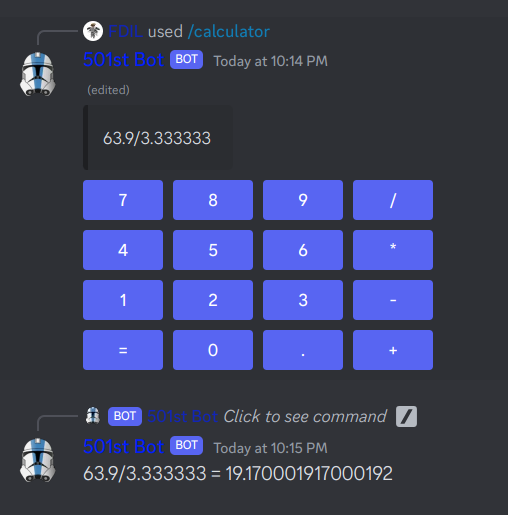 FDIL used /calculator
501st Bot BOT Today at 10:14 PM
(edited)
63.9/3.333333
7 8 9 /
4 5 6 *
1 2 3 -
= 0 . +
BOT 501st Bot Click to see command
501st Bot BOT Today at 10:15 PM
63.9/3.333333 = 19.170001917000192